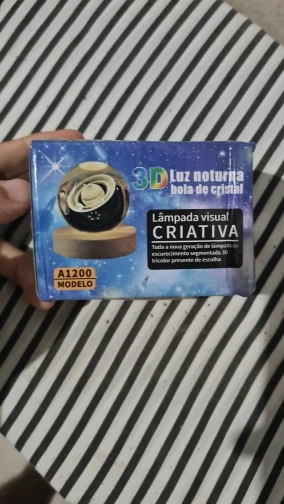 3D Luz noturna
bola de cristal
Lâmpada visual
CRIATIVA
Toda a nova geração de lâmpada de
escurecimento segmentada 3D
tricolor presente de escolha
A1200
MODELO